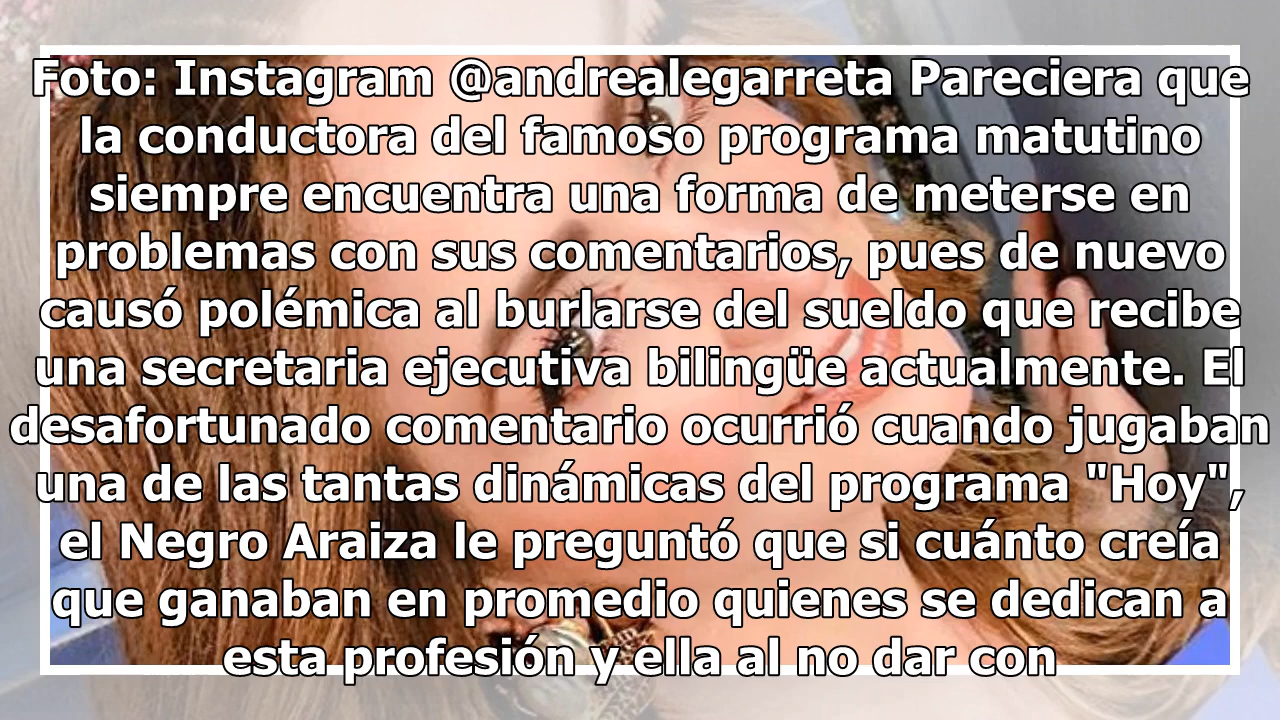 Foto: Instagram @andrealegarreta Pareciera que
la conductora del famoso programa matutino
siempre encuentra una forma de meterse en
problemas con sus comentarios, pues de nuevo
causó polémica al burlarse del sueldo que recibe
una secretaria ejecutiva bilingüe actualmente. El
desafortunado comentario ocurrió cuando jugaban
una de las tantas dinámicas del programa "Hoy",
el Negro Araiza le preguntó que si cuánto creía
que ganaban en promedio quienes se dedican a
esta profesión y ella al no dar con